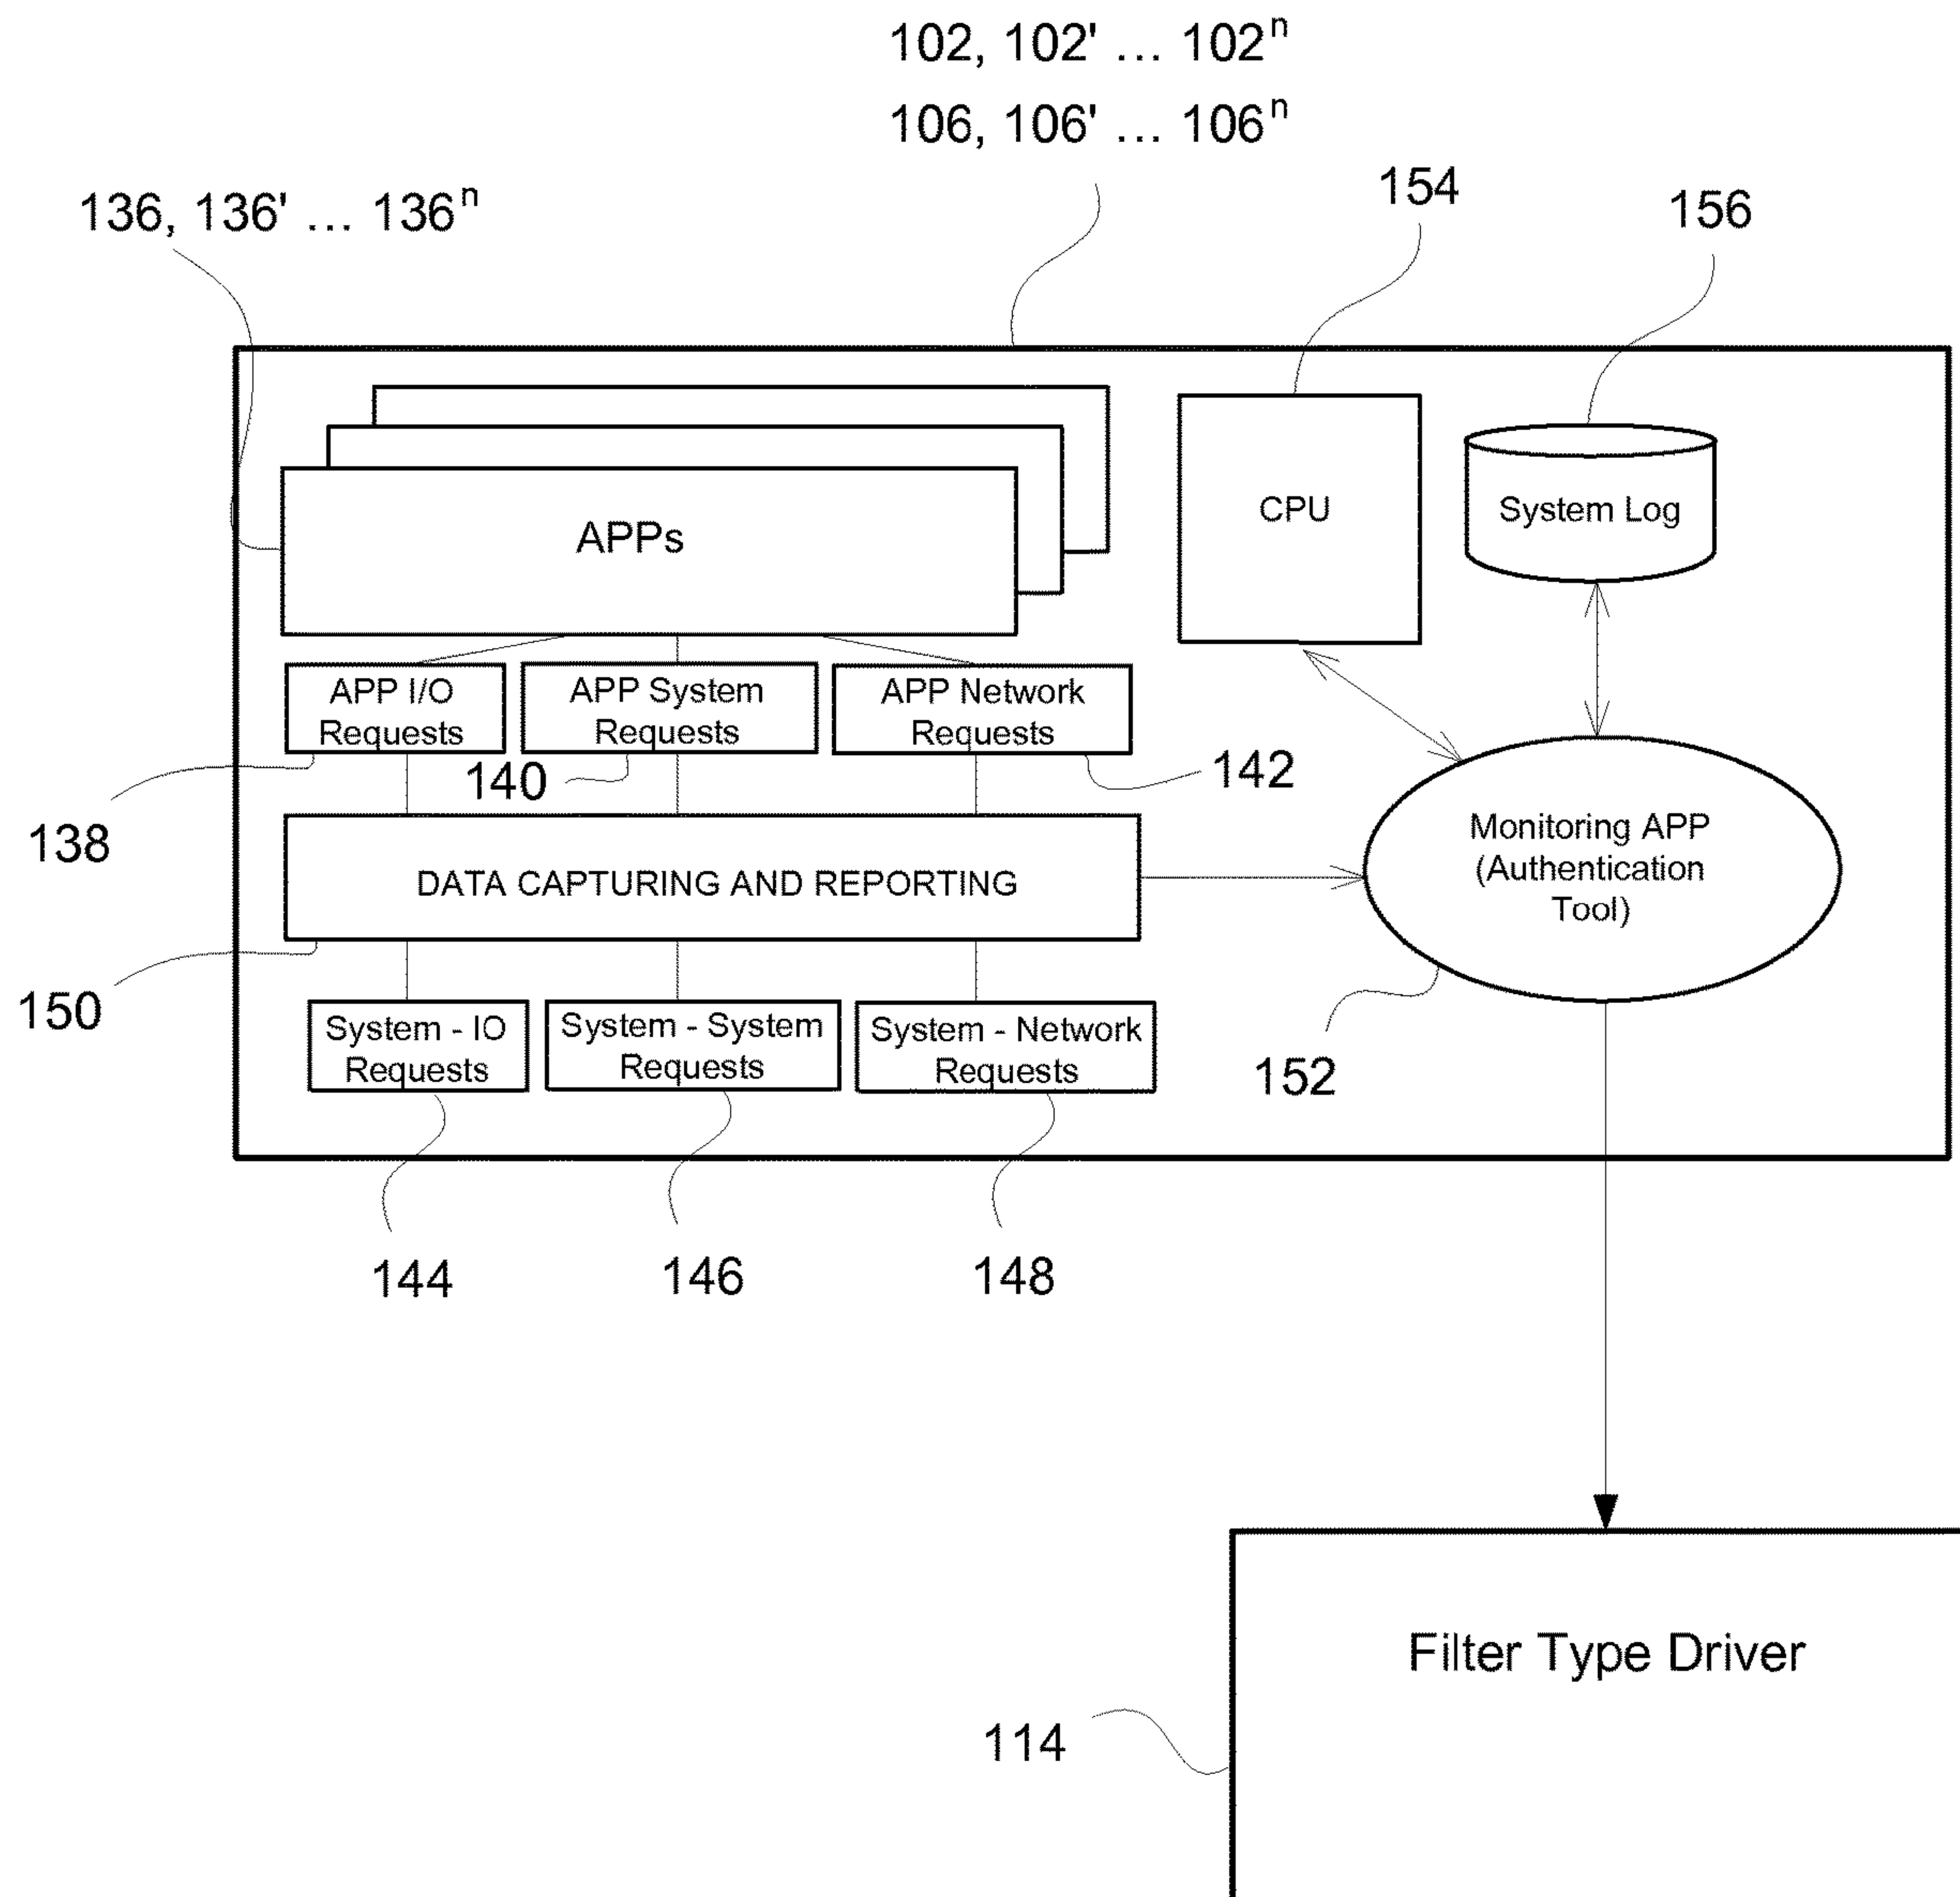 102, 102' ... 102ⁿ
106, 106' ... 106ⁿ
136, 136' ... 136ⁿ
154
156
APPs
CPU
System Log
APP I/O
Requests
APP System
Requests
APP Network
Requests
138
140
142
DATA CAPTURING AND REPORTING
Monitoring APP
(Authentication
Tool)
150
System - IO
Requests
System - System
Requests
System - Network
Requests
152
144
146
148
Filter Type Driver
114